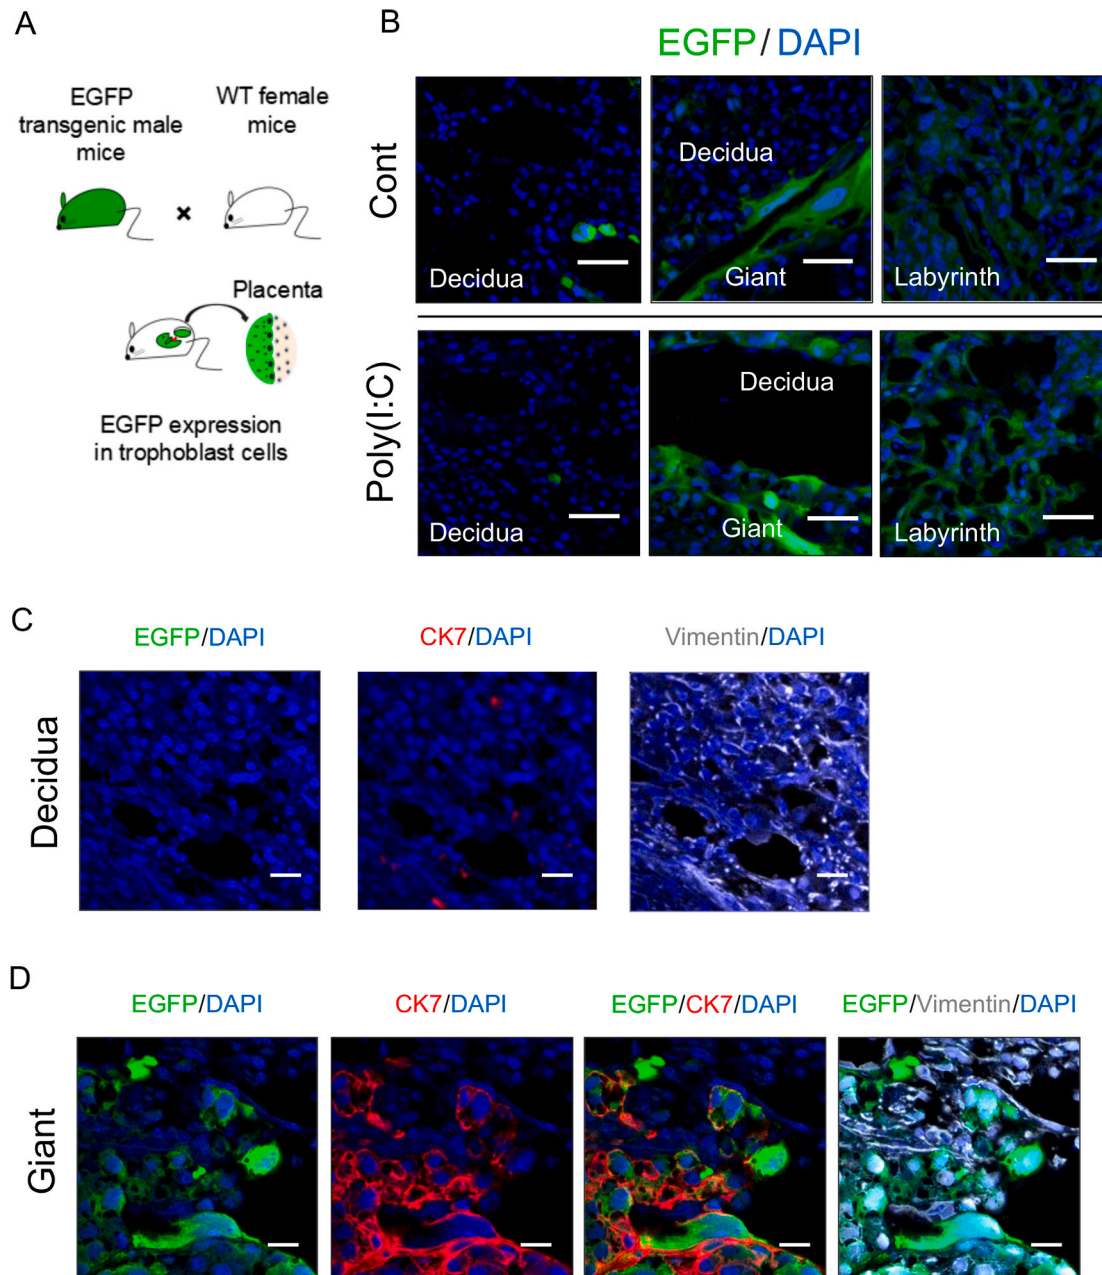 A
EGFP
transgenic male
mice
WT female
mice
×
Placenta
EGFP expression
in trophoblast cells
B
EGFP/DAPI
Cont
Decidua
Decidua
Giant
Labyrinth
Poly(I:C)
Decidua
Decidua
Giant
Labyrinth
C
EGFP/DAPI
CK7/DAPI
Vimentin/DAPI
Decidua
D
EGFP/DAPI
CK7/DAPI
EGFP/CK7/DAPI
EGFP/Vimentin/DAPI
Giant